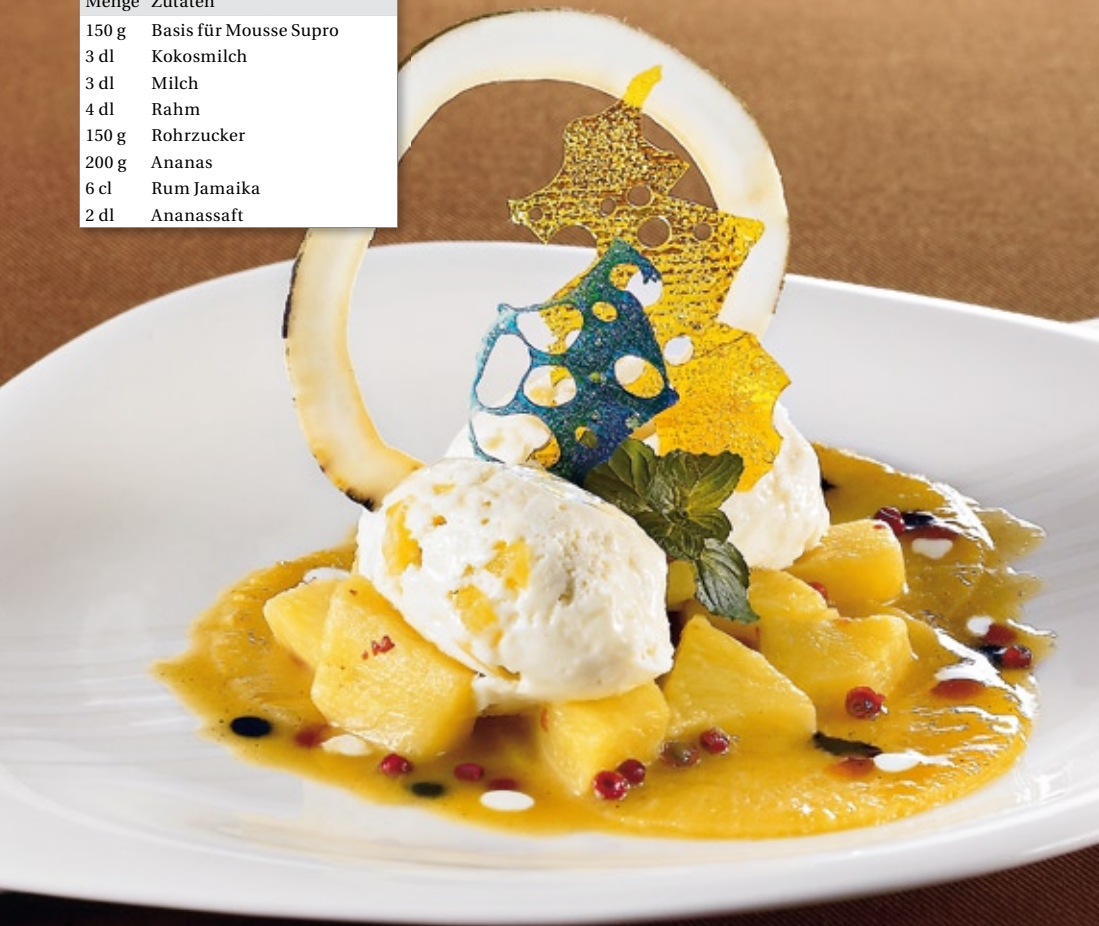 Menge Zutaten
150 g Basis für Mousse Supro
3 dl Kokosmilch
3 dl Milch
4 dl Rahm
150 g Rohrzucker
200 g Ananas
6 cl Rum Jamaika
2 dl Ananassaft